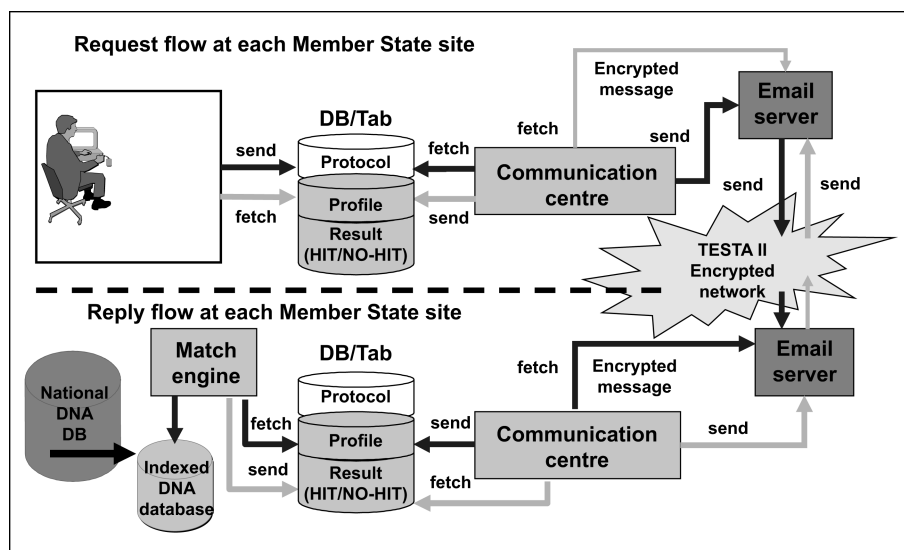 Request flow at each Member State site
Encrypted
message
Email
server
DB/Tab
fetch
send
send
fetch
Protocol
Communication
centre
send
send
Profile
fetch
send
Result
(HIT/NO-HIT)
TESTA II
Encrypted
network
Reply flow at each Member State site
Match
engine
DB/Tab
fetch
Encrypted
message
Email
server
National
DNA
DB
Protocol
fetch
send
Profile
Communication
centre
send
send
Result
(HIT/NO-HIT)
fetch
Indexed
DNA
database